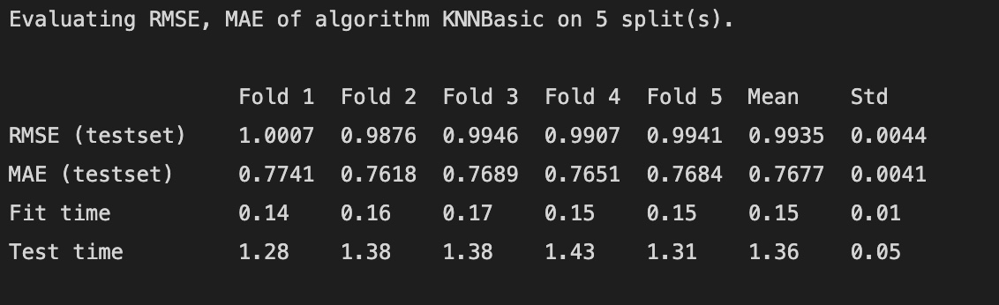 Evaluating RMSE, MAE of algorithm KNNBasic on 5 split(s).
Fold 1 Fold 2 Fold 3 Fold 4 Fold 5 Mean Std
RMSE (testset) 1.0007 0.9876 0.9946 0.9907 0.9941 0.9935 0.0044
MAE (testset) 0.7741 0.7618 0.7689 0.7651 0.7684 0.7677 0.0041
Fit time 0.14 0.16 0.17 0.15 0.15 0.15 0.01
Test time 1.28 1.38 1.38 1.43 1.31 1.36 0.05